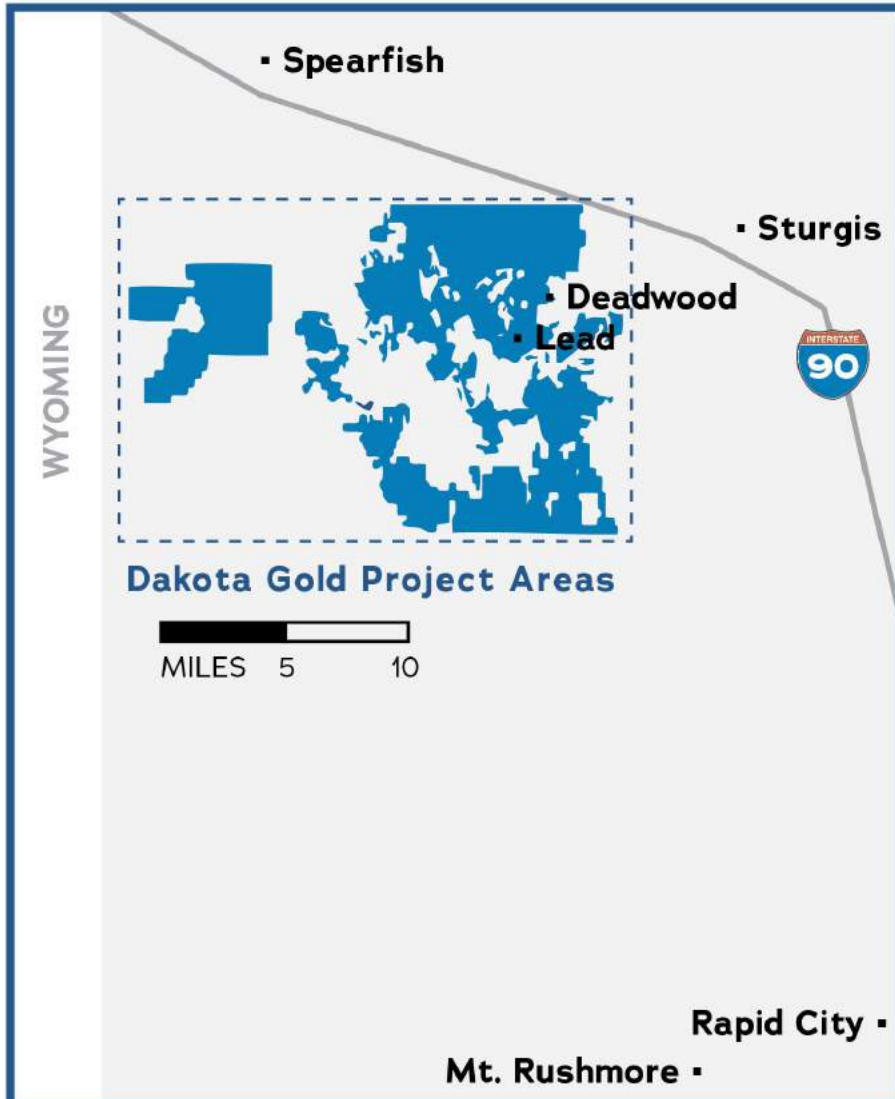 Spearfish
Sturgis
Deadwood
Lead
WYOMING
INTERSTATE
90
Dakota Gold Project Areas
MILES 5 10
Rapid City
Mt. Rushmore